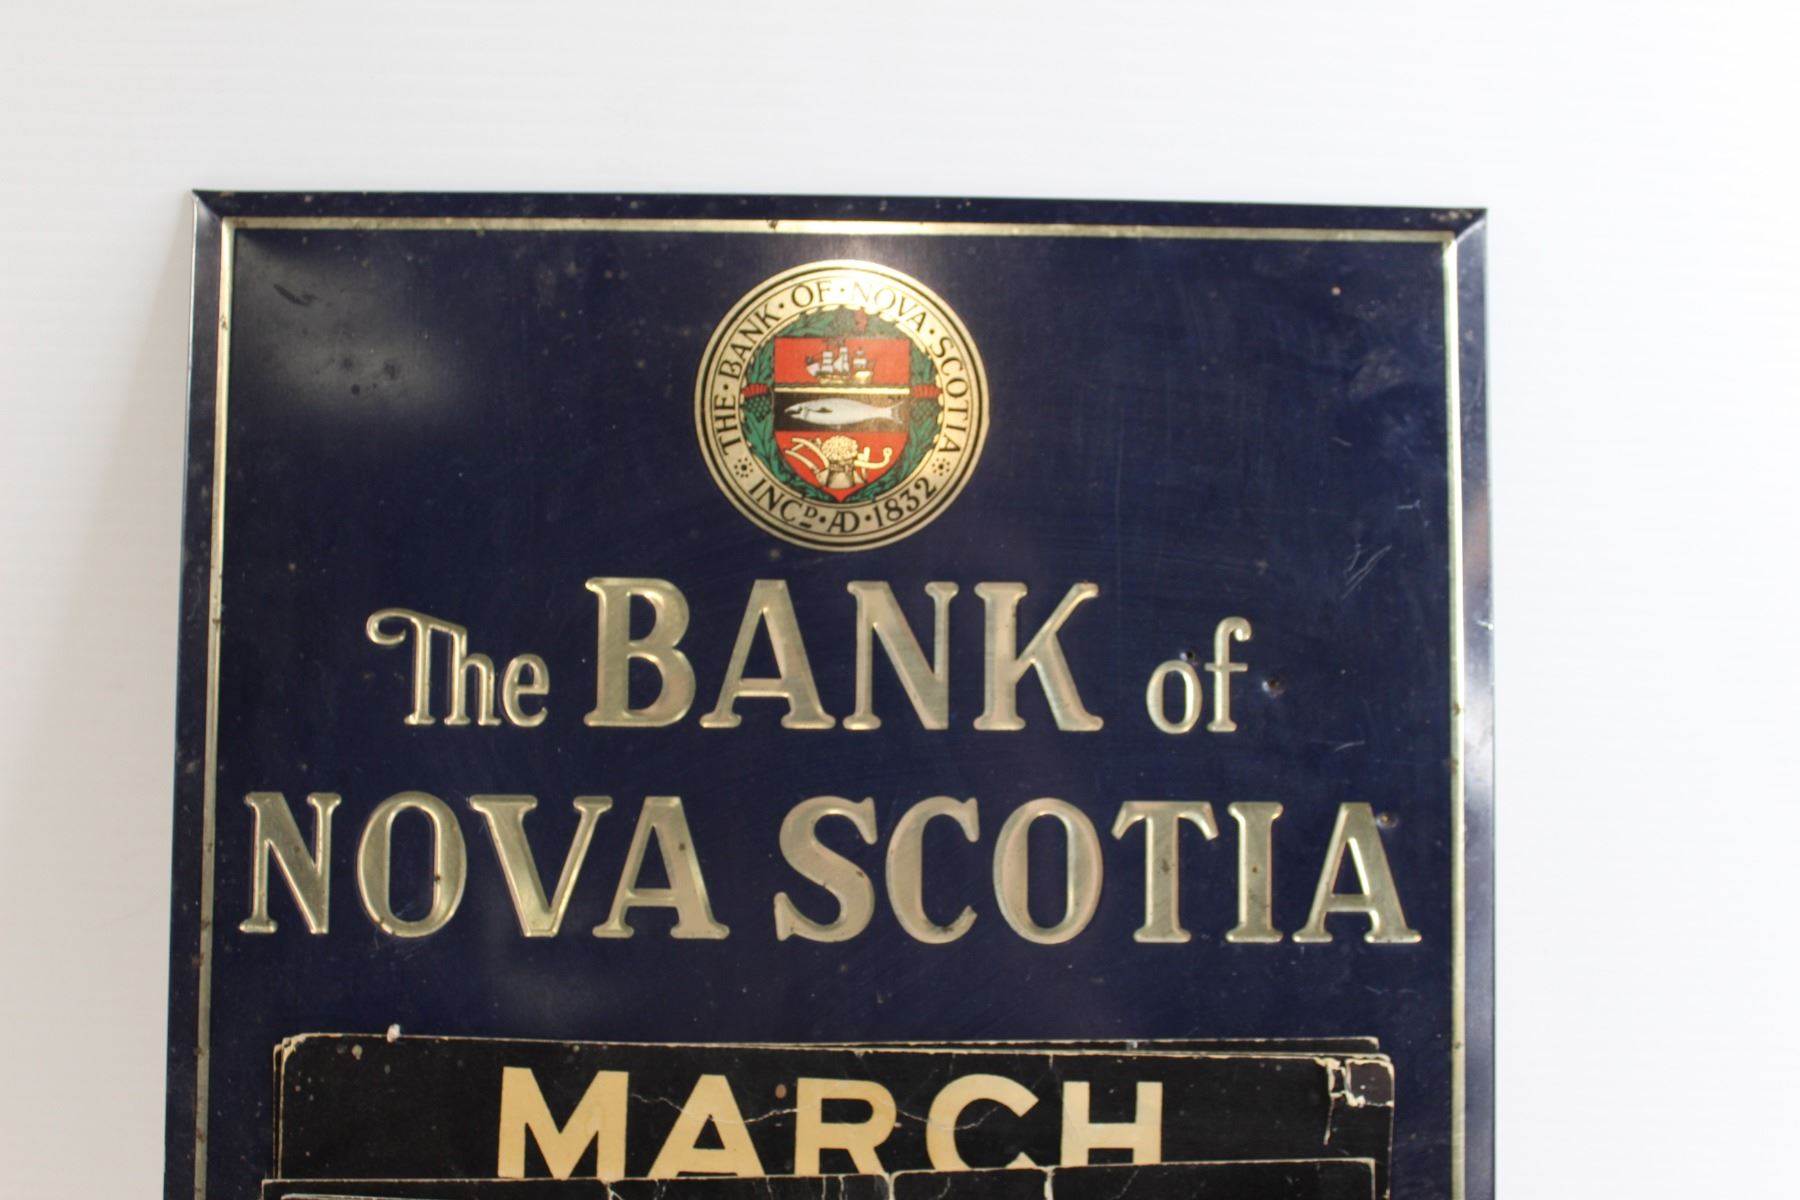 THE · BANK · OF · NOVA · SCOTIA
INCD · AD · 1832
The BANK of
NOVA SCOTIA
MARCH